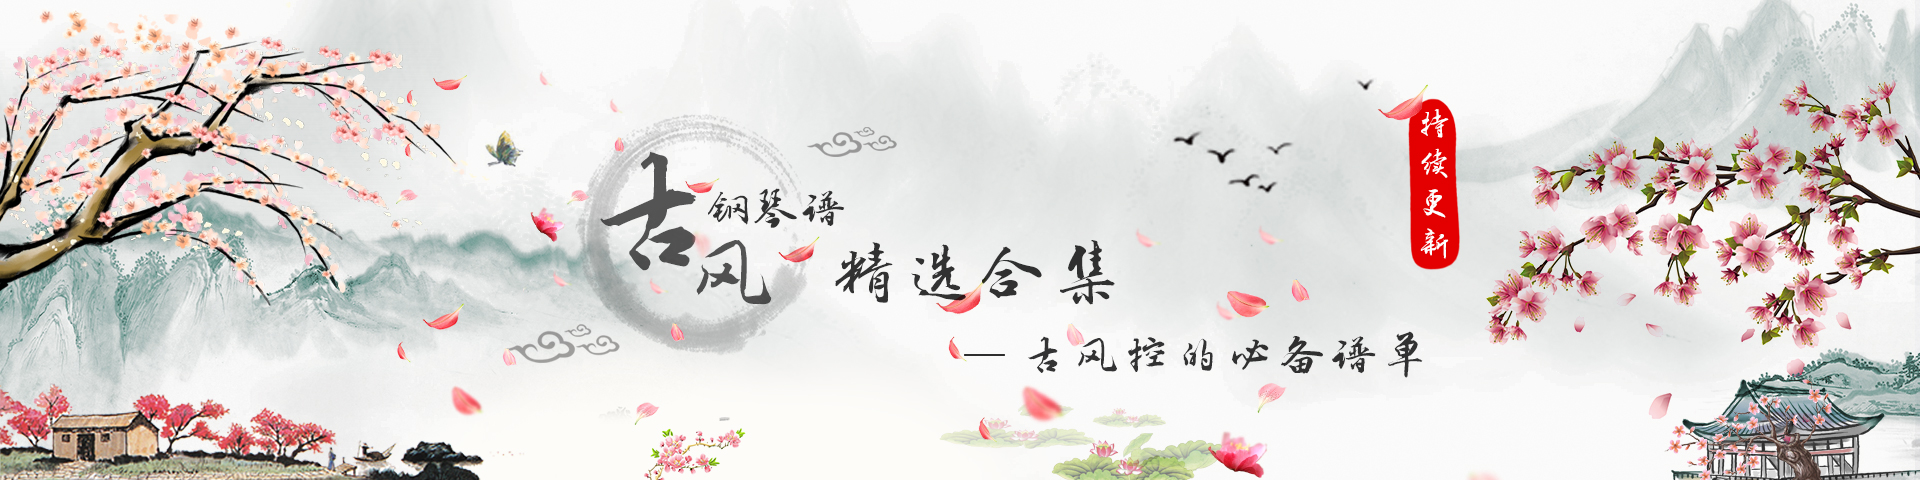 古风
钢琴谱
精选合集
— 古风控的必备谱单
持续更新